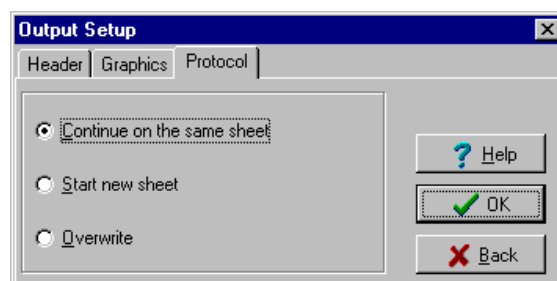 Output Setup
Header Graphics Protocol
Continue on the same sheet
Start new sheet
Overwrite
Help
OK
Back